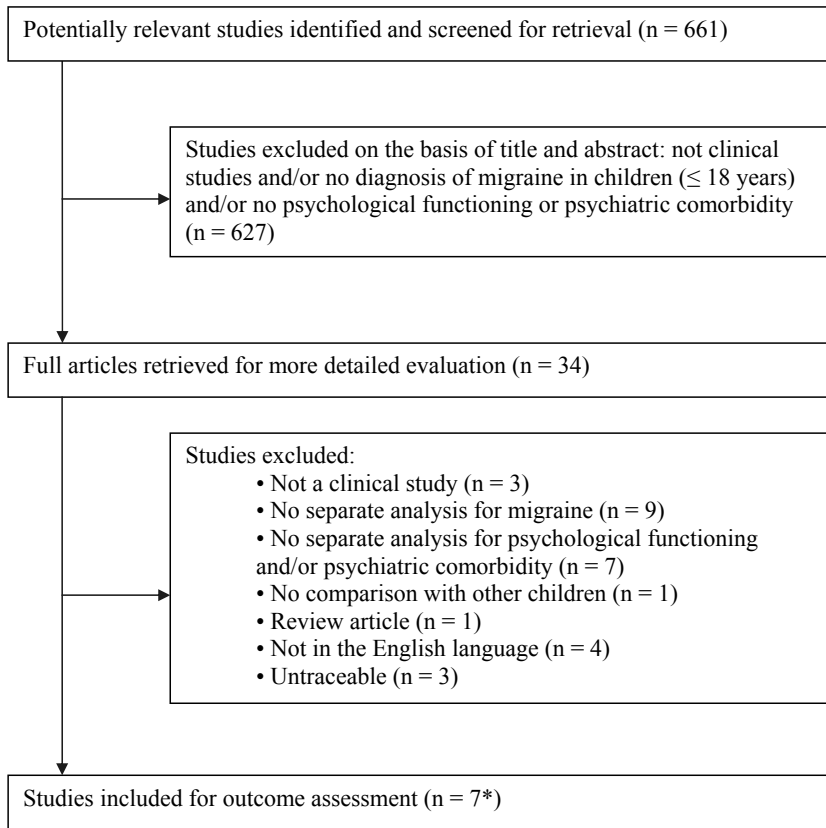 Potentially relevant studies identified and screened for retrieval (n = 661)
Studies excluded on the basis of title and abstract: not clinical
studies and/or no diagnosis of migraine in children (≤ 18 years)
and/or no psychological functioning or psychiatric comorbidity
(n = 627)
Full articles retrieved for more detailed evaluation (n = 34)
Studies excluded:
• Not a clinical study (n = 3)
• No separate analysis for migraine (n = 9)
• No separate analysis for psychological functioning
and/or psychiatric comorbidity (n = 7)
• No comparison with other children (n = 1)
• Review article (n = 1)
• Not in the English language (n = 4)
• Untraceable (n = 3)
Studies included for outcome assessment (n = 7*)